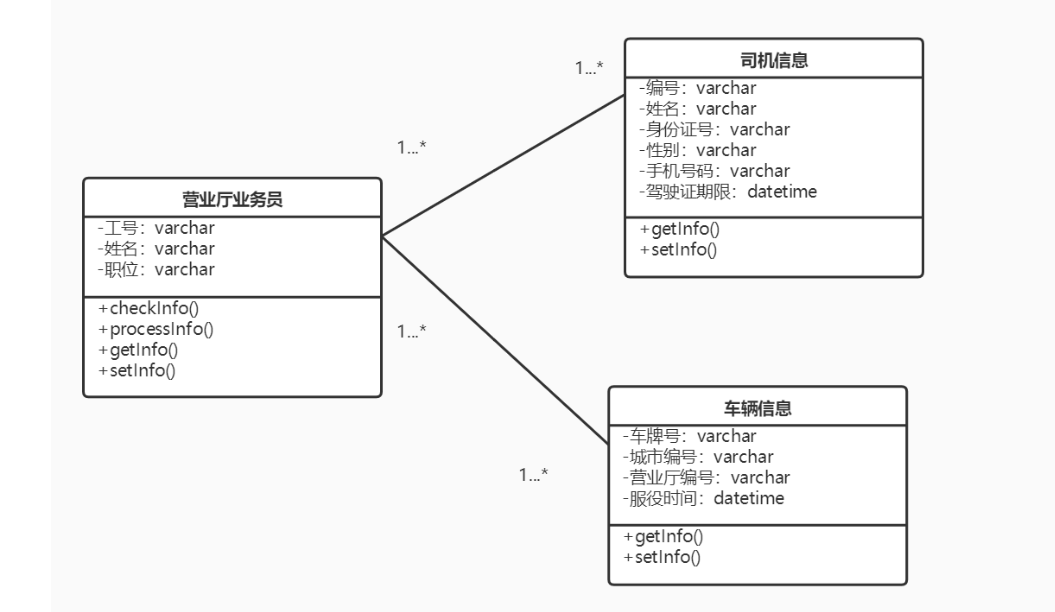 营业厅业务员
-工号：varchar
-姓名：varchar
-职位：varchar
+checkInfo()
+processInfo()
+getInfo()
+setInfo()
1...*
1...*
司机信息
-编号：varchar
-姓名：varchar
-身份证号：varchar
-性别：varchar
-手机号码：varchar
-驾驶证期限：datetime
+getInfo()
+setInfo()
1...*
1...*
车辆信息
-车牌号：varchar
-城市编号：varchar
-营业厅编号：varchar
-服役时间：datetime
+getInfo()
+setInfo()